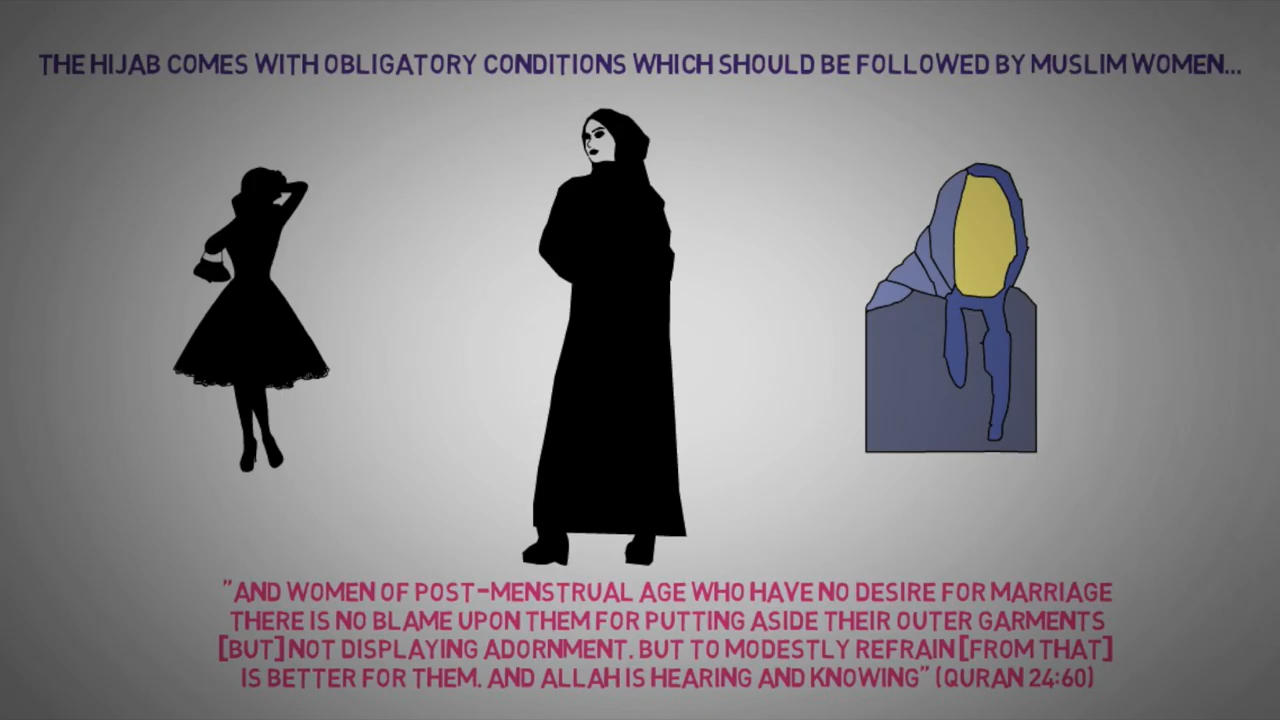 THE HIJAB COMES WITH OBLIGATORY CONDITIONS WHICH SHOULD BE FOLLOWED BY MUSLIM WOMEN...
"AND WOMEN OF POST-MENSTRUAL AGE WHO HAVE NO DESIRE FOR MARRIAGE
THERE IS NO BLAME UPON THEM FOR PUTTING ASIDE THEIR OUTER GARMENTS
[BUT] NOT DISPLAYING ADORNMENT. BUT TO MODESTLY REFRAIN [FROM THAT]
IS BETTER FOR THEM. AND ALLAH IS HEARING AND KNOWING" (QURAN 24:60)